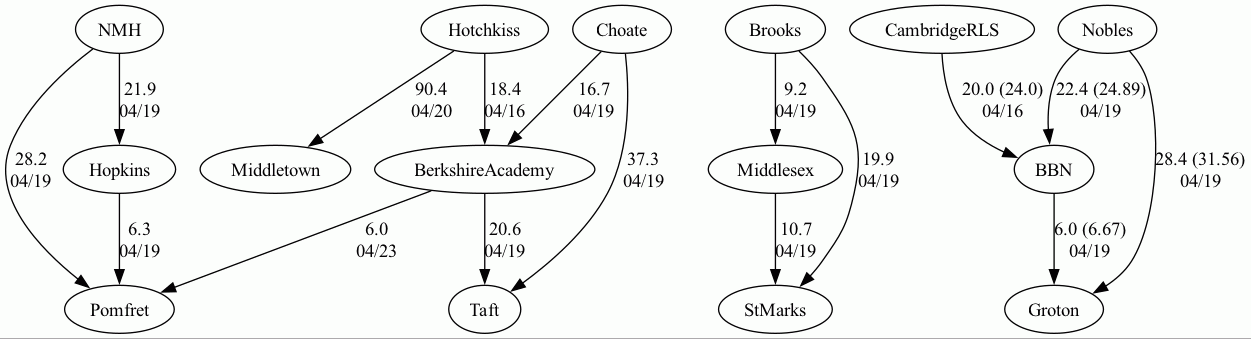 NMH
Hotchkiss
Choate
Brooks
CambridgeRLS
Nobles
21.9
04/19
90.4
04/20
18.4
04/16
16.7
04/19
9.2
04/19
20.0 (24.0)
04/16
22.4 (24.89)
04/19
28.2
04/19
Hopkins
Middletown
BerkshireAcademy
37.3
04/19
Middlesex
19.9
04/19
BBN
28.4 (31.56)
04/19
6.3
04/19
6.0
04/23
20.6
04/19
10.7
04/19
6.0 (6.67)
04/19
Pomfret
Taft
StMarks
Groton